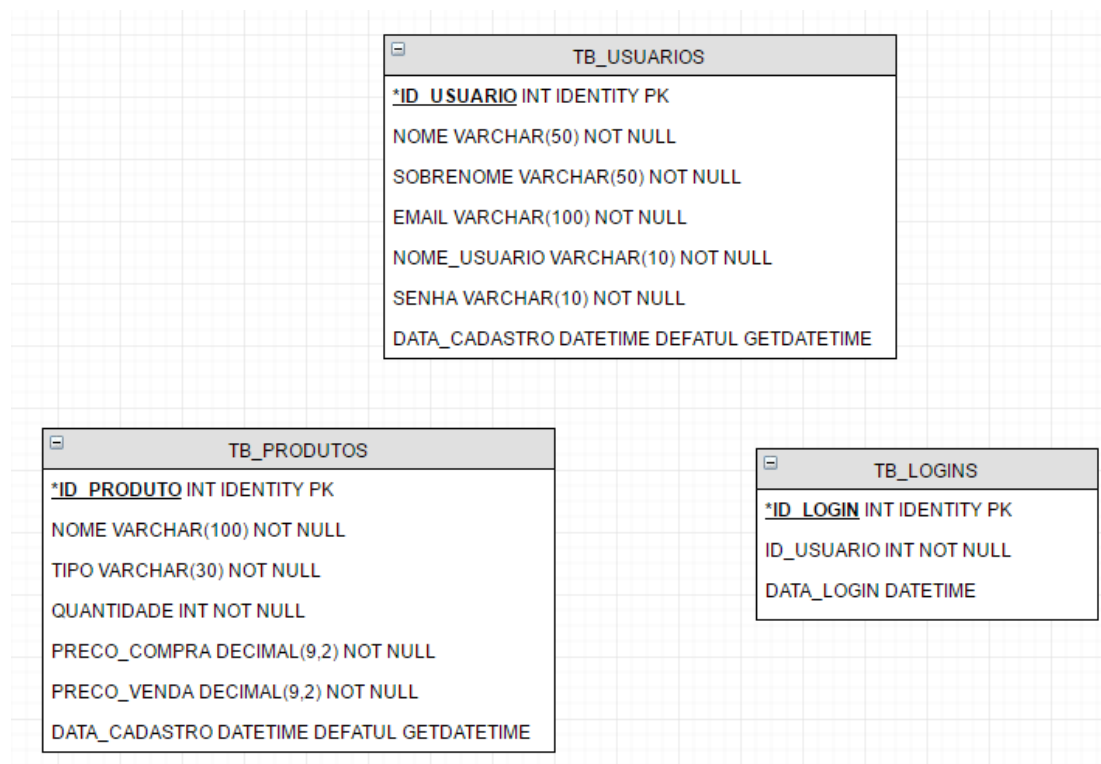 TB_USUARIOS
*ID_USUARIO INT IDENTITY PK
NOME VARCHAR(50) NOT NULL
SOBRENOME VARCHAR(50) NOT NULL
EMAIL VARCHAR(100) NOT NULL
NOME_USUARIO VARCHAR(10) NOT NULL
SENHA VARCHAR(10) NOT NULL
DATA_CADASTRO DATETIME DEFATUL GETDATETIME
TB_PRODUTOS
*ID_PRODUTO INT IDENTITY PK
NOME VARCHAR(100) NOT NULL
TIPO VARCHAR(30) NOT NULL
QUANTIDADE INT NOT NULL
PRECO_COMPRA DECIMAL(9,2) NOT NULL
PRECO_VENDA DECIMAL(9,2) NOT NULL
DATA_CADASTRO DATETIME DEFATUL GETDATETIME
TB_LOGINS
*ID_LOGIN INT IDENTITY PK
ID_USUARIO INT NOT NULL
DATA_LOGIN DATETIME